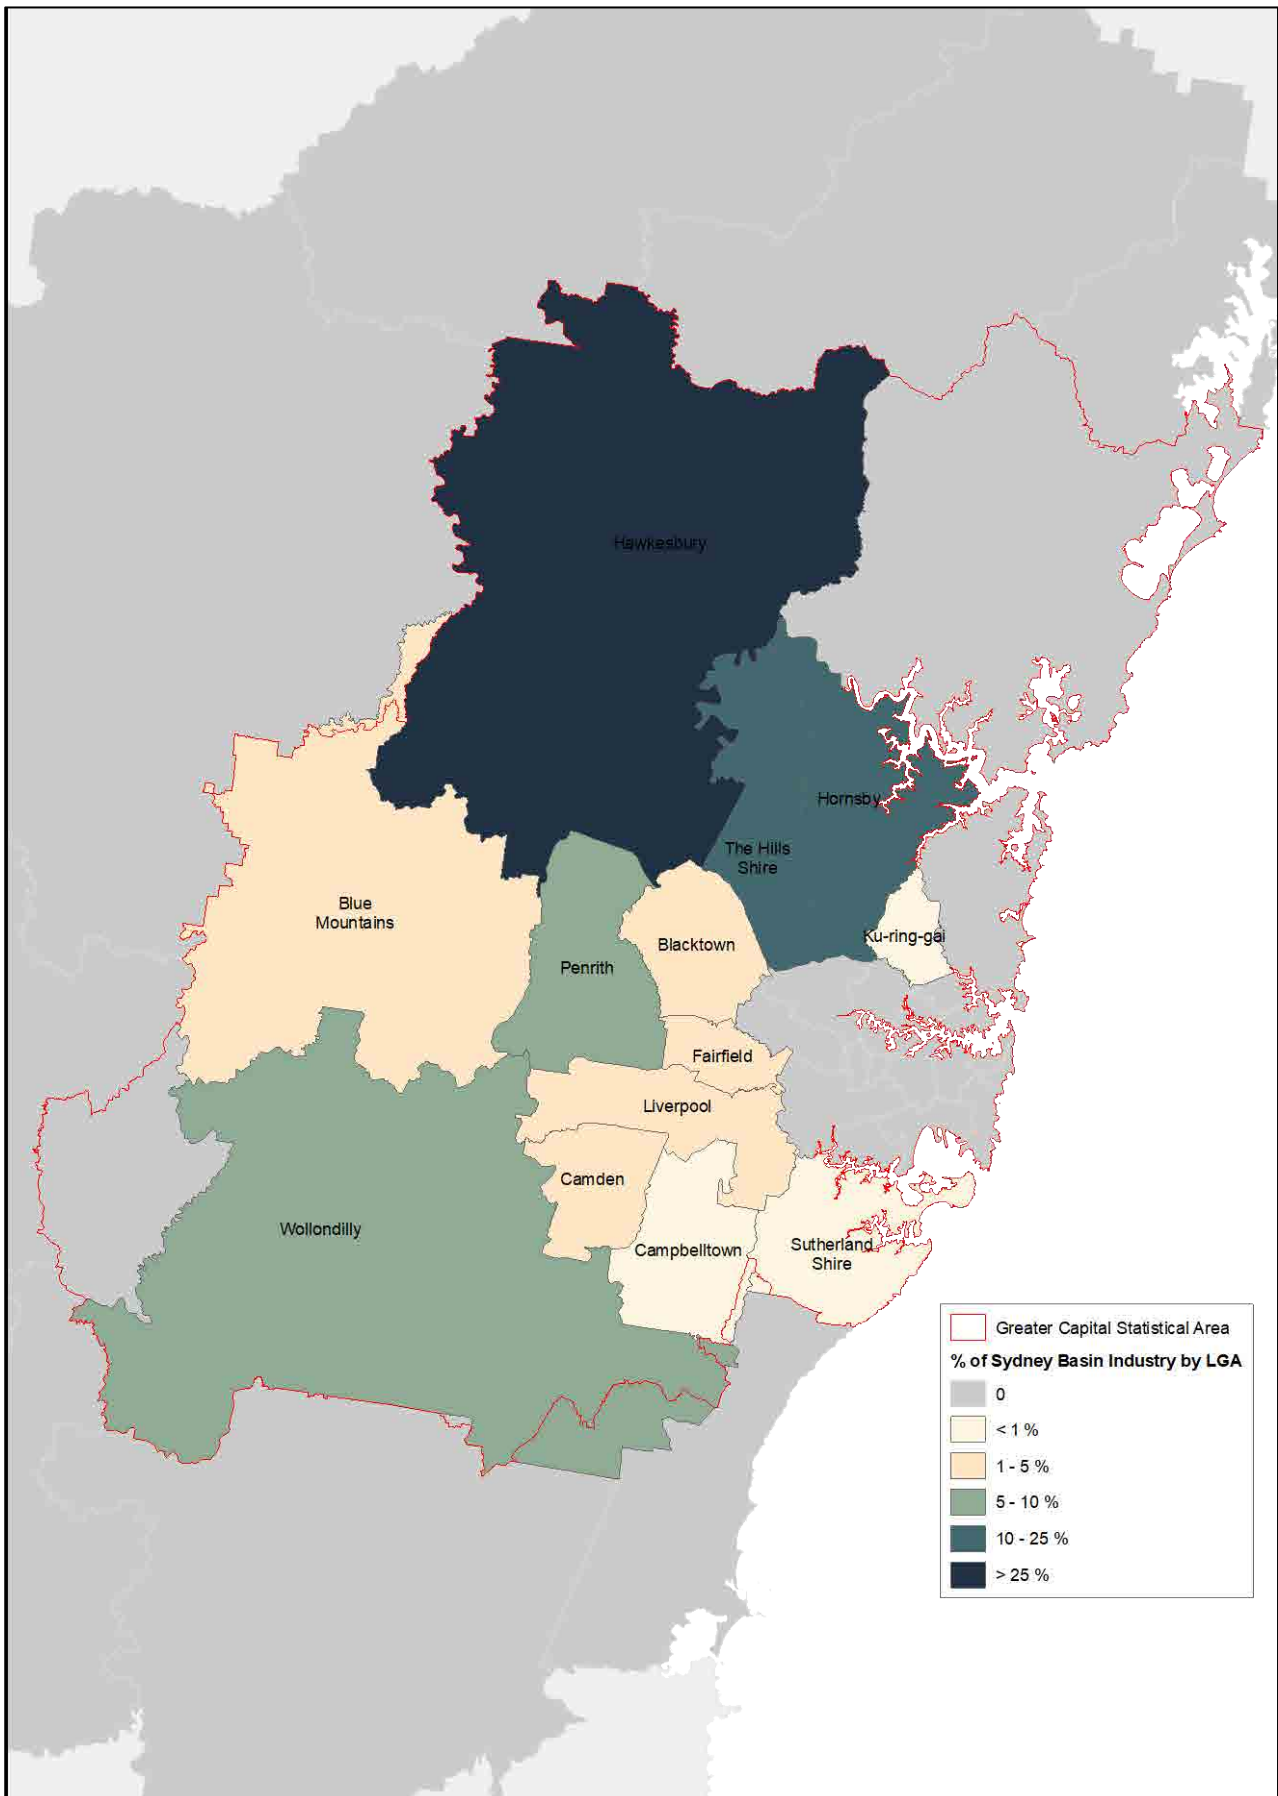 Hawkesbury
Hornsby
The Hills
Shire
Blue
Mountains
Ku-ring-gai
Blacktown
Penrith
Fairfield
Liverpool
Camden
Wollondilly
Campbelltown
Sutherland
Shire
Greater Capital Statistical Area
% of Sydney Basin Industry by LGA
0
< 1 %
1 - 5 %
5 - 10 %
10 - 25 %
> 25 %